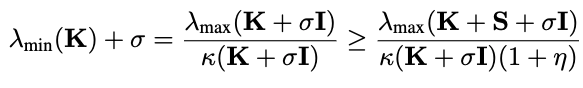 λ_min(𝐊) + σ = λ_max(𝐊 + σ𝐈) / κ(𝐊 + σ𝐈) ≥ λ_max(𝐊 + 𝐒 + σ𝐈) / κ(𝐊 + σ𝐈)(1 + η)